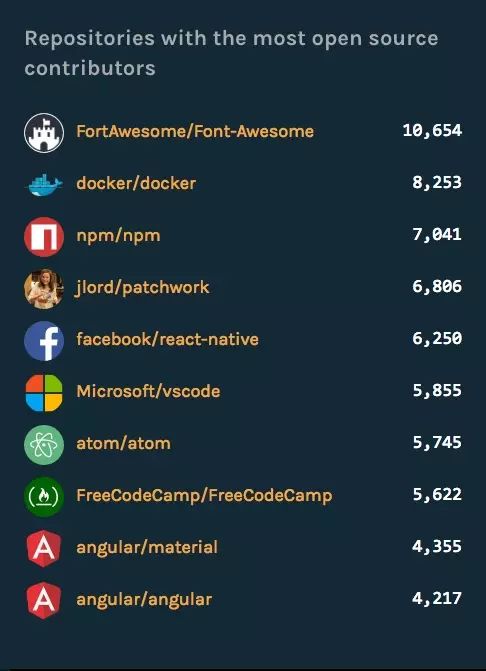 Repositories with the most open source
contributors
FortAwesome/Font-Awesome 10,654
docker/docker 8,253
npm/npm 7,041
jlord/patchwork 6,806
facebook/react-native 6,250
Microsoft/vscode 5,855
atom/atom 5,745
FreeCodeCamp/FreeCodeCamp 5,622
angular/material 4,355
angular/angular 4,217